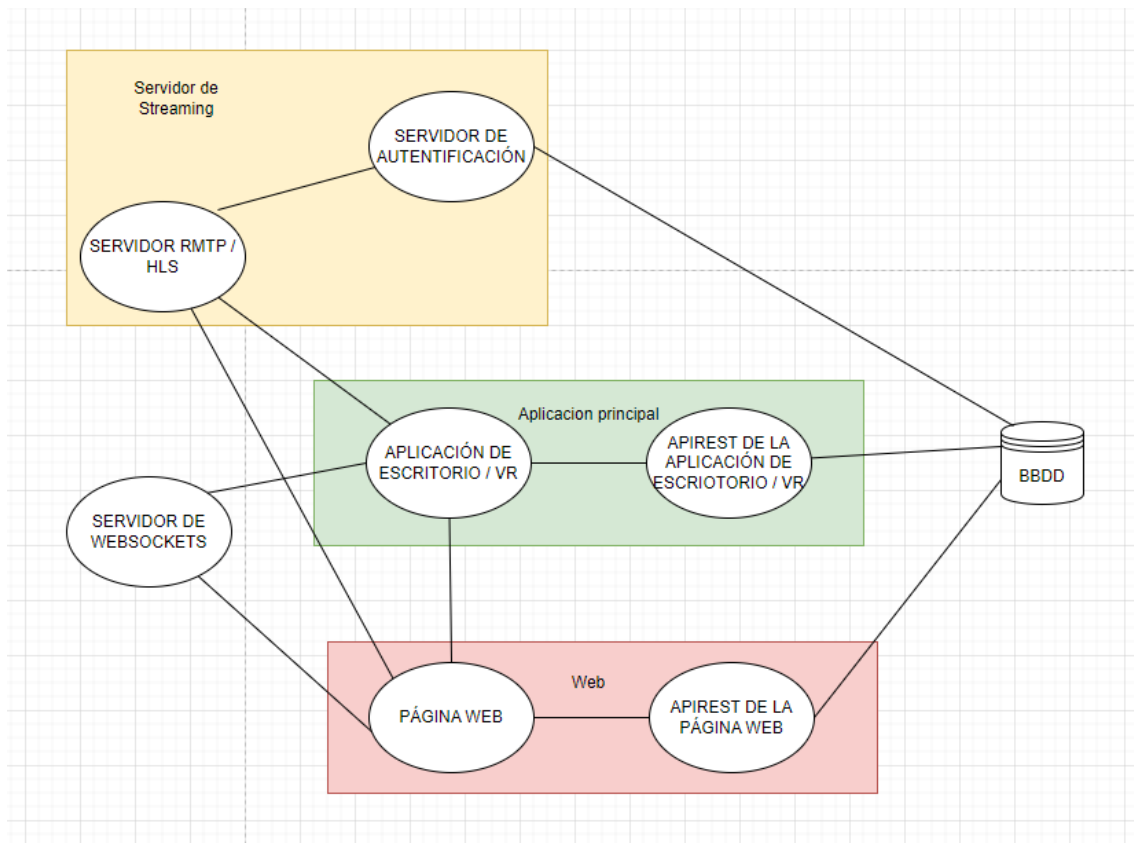 Servidor de
Streaming
SERVIDOR DE
AUTENTIFICACIÓN
SERVIDOR RMTP /
HLS
Aplicacion principal
APLICACIÓN DE
ESCRITORIO / VR
APIREST DE LA
APLICACIÓN DE
ESCRIOTORIO / VR
BBDD
SERVIDOR DE
WEBSOCKETS
Web
PÁGINA WEB
APIREST DE LA
PÁGINA WEB